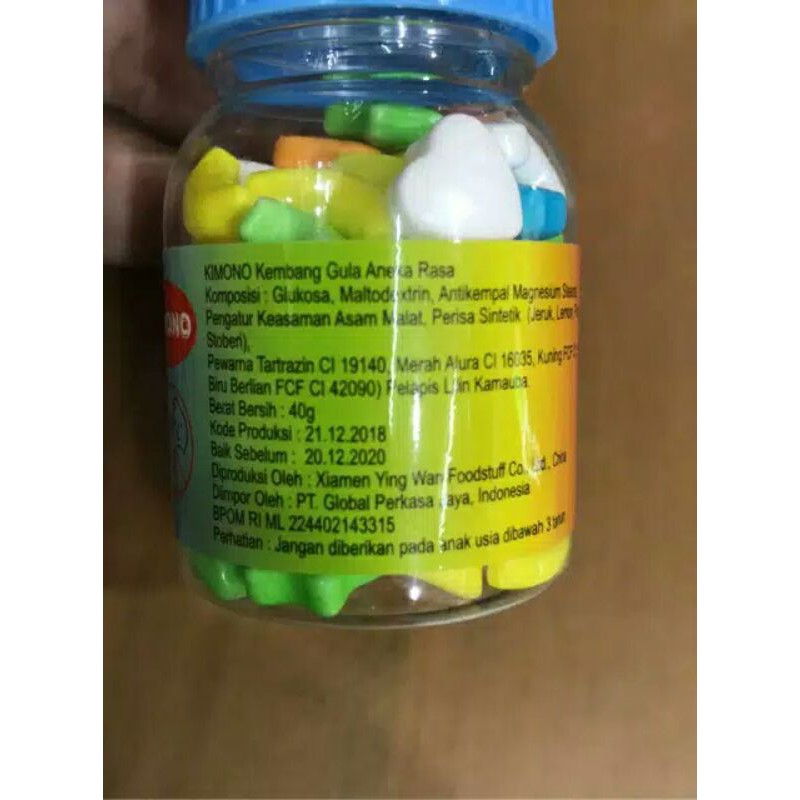 KIMONO Kembang Gula Aneka Rasa
Komposisi : Glukosa, Maltodextrin, Antikempal Magnesium
Pengatur Keasaman Asam Malat, Perisa Sintetik (Jeruk, Lemon
Stoberi),
Pewarna Tartrazin CI 19140, Merah Alura CI 16035, Kuning FCF
Biru Berlian FCF CI 42090) Pelapis Lilin Karnauba.
Berat Bersih : 40g
Kode Produksi : 21.12.2018
Baik Sebelum : 20.12.2020
Diproduksi Oleh : Xiamen Ying Wan Foodstuff Co., Ltd., China
Diimpor Oleh : PT. Global Perkasa Jaya, Indonesia
BPOM RI ML 224402143315
Perhatian : Jangan diberikan pada anak usia dibawah 3 tahun